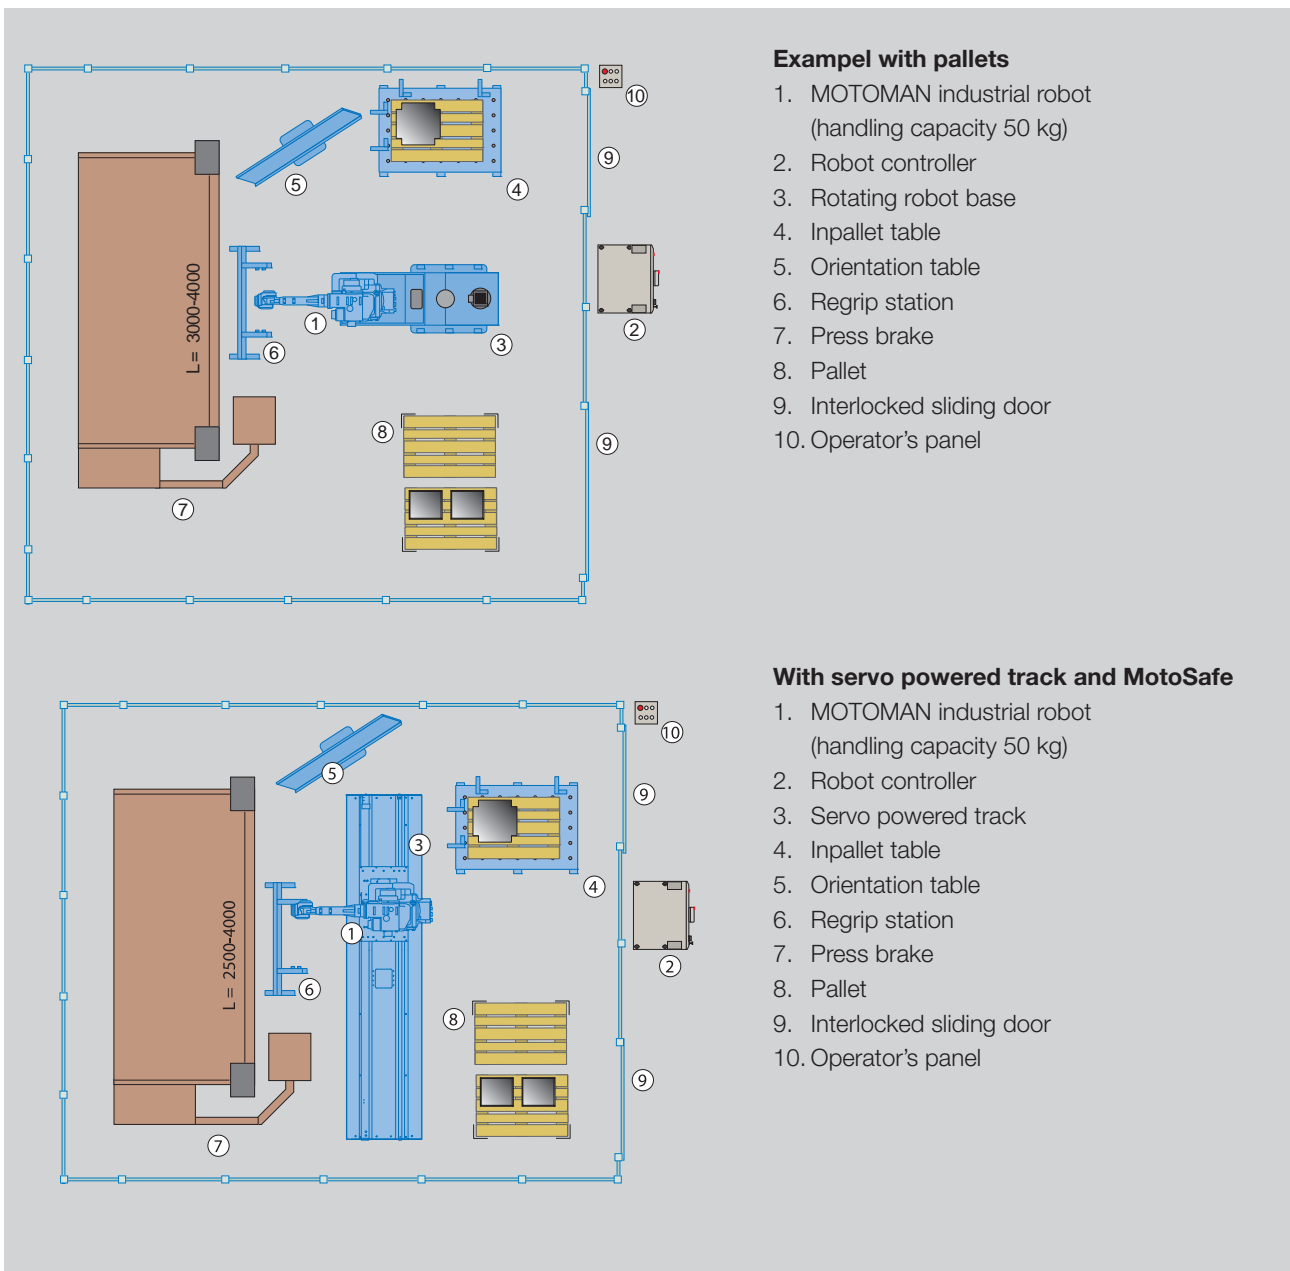 Exampel with pallets
1. MOTOMAN industrial robot
(handling capacity 50 kg)
2. Robot controller
3. Rotating robot base
4. Inpallet table
5. Orientation table
6. Regrip station
7. Press brake
8. Pallet
9. Interlocked sliding door
10. Operator's panel
10
9
5
4
L= 3000-4000
1
2
6
3
8
9
7
With servo powered track and MotoSafe
1. MOTOMAN industrial robot
(handling capacity 50 kg)
2. Robot controller
3. Servo powered track
4. Inpallet table
5. Orientation table
6. Regrip station
7. Press brake
8. Pallet
9. Interlocked sliding door
10. Operator's panel
10
5
9
3
4
L= 2500-4000
1
2
6
8
9
7